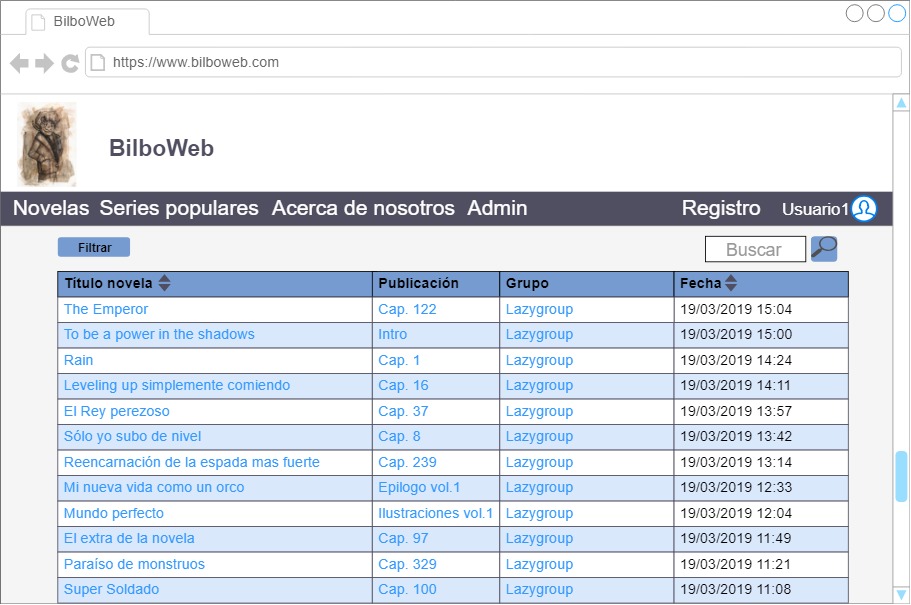 BilboWeb
https://www.bilboweb.com
BilboWeb
Novelas Series populares Acerca de nosotros Admin Registro Usuario1
Filtrar Buscar
Título novela Publicación Grupo Fecha
The Emperor Cap. 122 Lazygroup 19/03/2019 15:04
To be a power in the shadows Intro Lazygroup 19/03/2019 15:00
Rain Cap. 1 Lazygroup 19/03/2019 14:24
Leveling up simplemente comiendo Cap. 16 Lazygroup 19/03/2019 14:11
El Rey perezoso Cap. 37 Lazygroup 19/03/2019 13:57
Sólo yo subo de nivel Cap. 8 Lazygroup 19/03/2019 13:42
Reencarnación de la espada mas fuerte Cap. 239 Lazygroup 19/03/2019 13:14
Mi nueva vida como un orco Epilogo vol.1 Lazygroup 19/03/2019 12:33
Mundo perfecto Ilustraciones vol.1 Lazygroup 19/03/2019 12:04
El extra de la novela Cap. 97 Lazygroup 19/03/2019 11:49
Paraíso de monstruos Cap. 329 Lazygroup 19/03/2019 11:21
Super Soldado Cap. 100 Lazygroup 19/03/2019 11:08